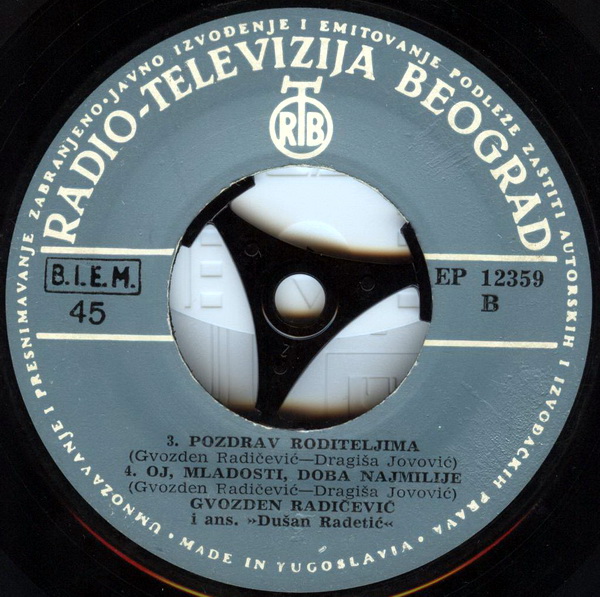 UMNOŽAVANJE I PRESNIMAVANJE ZABRANJENO·JAVNO IZVOĐENJE I EMITOVANJE PODLEŽE ZAŠTITI AUTORSKIH I IZVOĐAČKIH PRAVA·
RADIO-TELEVIZIJA BEOGRAD
RTB
B.I.E.M.
45
EP 12359
B
3. POZDRAV RODITELJIMA
(Gvozden Radičević—Dragiša Jovović)
4. OJ, MLADOSTI, DOBA NAJMILIJE
(Gvozden Radičević—Dragiša Jovović)
GVOZDEN RADIČEVIĆ
i ans. »Dušan Radetić«
MADE IN YUGOSLAVIA